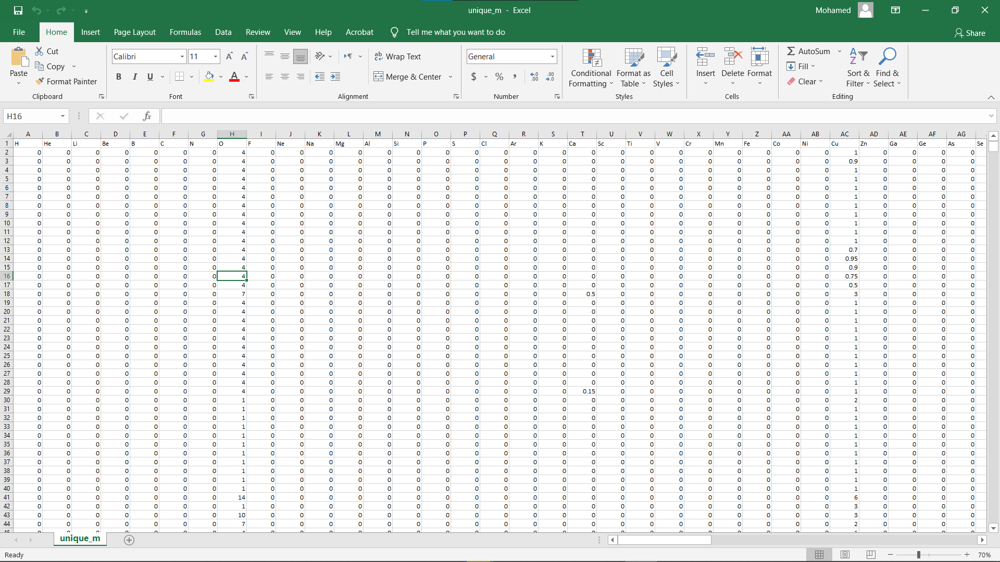 unique_m - Excel
Mohamed
File Home Insert Page Layout Formulas Data Review View Help Acrobat Tell me what you want to do Share
Cut
Copy
Format Painter
Paste
Clipboard
Calibri 11
B I U A
Font
ab Wrap Text
Merge & Center
Alignment
General
$ % ,
Number
Conditional Formatting
Format as Table
Cell Styles
Styles
Insert Delete Format
Cells
AutoSum
Fill
Clear
Sort & Filter
Find & Select
Editing
H16 fx
A B C D E F G H I J K L M N O P Q R S T U V W X Y Z AA AB AC AD AE AF AG
1 H He Li Be B C N O F Ne Na Mg Al Si P S Cl Ar K Ca Sc Ti V Cr Mn Fe Co Ni Cu Zn Ga Ge As Se
2 0 0 0 0 0 0 0 4 0 0 0 0 0 0 0 0 0 0 0 0 0 0 0 0 0 0 0 0 1 0 0 0 0
3 0 0 0 0 0 0 0 4 0 0 0 0 0 0 0 0 0 0 0 0 0 0 0 0 0 0 0 0 0.9 0 0 0 0
4 0 0 0 0 0 0 0 4 0 0 0 0 0 0 0 0 0 0 0 0 0 0 0 0 0 0 0 0 1 0 0 0 0
5 0 0 0 0 0 0 0 4 0 0 0 0 0 0 0 0 0 0 0 0 0 0 0 0 0 0 0 0 1 0 0 0 0
6 0 0 0 0 0 0 0 4 0 0 0 0 0 0 0 0 0 0 0 0 0 0 0 0 0 0 0 0 1 0 0 0 0
7 0 0 0 0 0 0 0 4 0 0 0 0 0 0 0 0 0 0 0 0 0 0 0 0 0 0 0 0 1 0 0 0 0
8 0 0 0 0 0 0 0 4 0 0 0 0 0 0 0 0 0 0 0 0 0 0 0 0 0 0 0 0 1 0 0 0 0
9 0 0 0 0 0 0 0 4 0 0 0 0 0 0 0 0 0 0 0 0 0 0 0 0 0 0 0 0 1 0 0 0 0
10 0 0 0 0 0 0 0 4 0 0 0 0 0 0 0 0 0 0 0 0 0 0 0 0 0 0 0 0 1 0 0 0 0
11 0 0 0 0 0 0 0 4 0 0 0 0 0 0 0 0 0 0 0 0 0 0 0 0 0 0 0 0 1 0 0 0 0
12 0 0 0 0 0 0 0 4 0 0 0 0 0 0 0 0 0 0 0 0 0 0 0 0 0 0 0 0 1 0 0 0 0
13 0 0 0 0 0 0 0 4 0 0 0 0 0 0 0 0 0 0 0 0 0 0 0 0 0 0 0 0 0.7 0 0 0 0
14 0 0 0 0 0 0 0 4 0 0 0 0 0 0 0 0 0 0 0 0 0 0 0 0 0 0 0 0 0.95 0 0 0 0
15 0 0 0 0 0 0 0 4 0 0 0 0 0 0 0 0 0 0 0 0 0 0 0 0 0 0 0 0 0.9 0 0 0 0
16 0 0 0 0 0 0 0 4 0 0 0 0 0 0 0 0 0 0 0 0 0 0 0 0 0 0 0 0 0.75 0 0 0 0
17 0 0 0 0 0 0 0 4 0 0 0 0 0 0 0 0 0 0 0 0 0 0 0 0 0 0 0 0 0.5 0 0 0 0
18 0 0 0 0 0 0 0 7 0 0 0 0 0 0 0 0 0 0 0 0.5 0 0 0 0 0 0 0 0 3 0 0 0 0
19 0 0 0 0 0 0 0 4 0 0 0 0 0 0 0 0 0 0 0 0 0 0 0 0 0 0 0 0 1 0 0 0 0
20 0 0 0 0 0 0 0 4 0 0 0 0 0 0 0 0 0 0 0 0 0 0 0 0 0 0 0 0 1 0 0 0 0
21 0 0 0 0 0 0 0 4 0 0 0 0 0 0 0 0 0 0 0 0 0 0 0 0 0 0 0 0 1 0 0 0 0
22 0 0 0 0 0 0 0 4 0 0 0 0 0 0 0 0 0 0 0 0 0 0 0 0 0 0 0 0 1 0 0 0 0
23 0 0 0 0 0 0 0 4 0 0 0 0 0 0 0 0 0 0 0 0 0 0 0 0 0 0 0 0 1 0 0 0 0
24 0 0 0 0 0 0 0 4 0 0 0 0 0 0 0 0 0 0 0 0 0 0 0 0 0 0 0 0 1 0 0 0 0
25 0 0 0 0 0 0 0 4 0 0 0 0 0 0 0 0 0 0 0 0 0 0 0 0 0 0 0 0 1 0 0 0 0
26 0 0 0 0 0 0 0 4 0 0 0 0 0 0 0 0 0 0 0 0 0 0 0 0 0 0 0 0 1 0 0 0 0
27 0 0 0 0 0 0 0 4 0 0 0 0 0 0 0 0 0 0 0 0 0 0 0 0 0 0 0 0 1 0 0 0 0
28 0 0 0 0 0 0 0 4 0 0 0 0 0 0 0 0 0 0 0 0 0 0 0 0 0 0 0 0 1 0 0 0 0
29 0 0 0 0 0 0 0 4 0 0 0 0 0 0 0 0 0 0 0 0.15 0 0 0 0 0 0 0 0 1 0 0 0 0
30 0 0 0 0 0 0 0 1 0 0 0 0 0 0 0 0 0 0 0 0 0 0 0 0 0 0 0 0 2 0 0 0 0
31 0 0 0 0 0 0 0 1 0 0 0 0 0 0 0 0 0 0 0 0 0 0 0 0 0 0 0 0 1 0 0 0 0
32 0 0 0 0 0 0 0 1 0 0 0 0 0 0 0 0 0 0 0 0 0 0 0 0 0 0 0 0 1 0 0 0 0
33 0 0 0 0 0 0 0 1 0 0 0 0 0 0 0 0 0 0 0 0 0 0 0 0 0 0 0 0 1 0 0 0 0
34 0 0 0 0 0 0 0 1 0 0 0 0 0 0 0 0 0 0 0 0 0 0 0 0 0 0 0 0 1 0 0 0 0
35 0 0 0 0 0 0 0 1 0 0 0 0 0 0 0 0 0 0 0 0 0 0 0 0 0 0 0 0 1 0 0 0 0
36 0 0 0 0 0 0 0 1 0 0 0 0 0 0 0 0 0 0 0 0 0 0 0 0 0 0 0 0 1 0 0 0 0
37 0 0 0 0 0 0 0 1 0 0 0 0 0 0 0 0 0 0 0 0 0 0 0 0 0 0 0 0 1 0 0 0 0
38 0 0 0 0 0 0 0 1 0 0 0 0 0 0 0 0 0 0 0 0 0 0 0 0 0 0 0 0 1 0 0 0 0
39 0 0 0 0 0 0 0 1 0 0 0 0 0 0 0 0 0 0 0 0 0 0 0 0 0 0 0 0 1 0 0 0 0
40 0 0 0 0 0 0 0 1 0 0 0 0 0 0 0 0 0 0 0 0 0 0 0 0 0 0 0 0 1 0 0 0 0
41 0 0 0 0 0 0 0 14 0 0 0 0 0 0 0 0 0 0 0 0 0 0 0 0 0 0 0 0 6 0 0 0 0
42 0 0 0 0 0 0 0 1 0 0 0 0 0 0 0 0 0 0 0 0 0 0 0 0 0 0 0 0 3 0 0 0 0
43 0 0 0 0 0 0 0 10 0 0 0 0 0 0 0 0 0 0 0 0 0 0 0 0 0 0 0 0 3 0 0 0 0
44 0 0 0 0 0 0 0 7 0 0 0 0 0 0 0 0 0 0 0 0 0 0 0 0 0 0 0 0 2 0 0 0 0
unique_m
Ready
70%